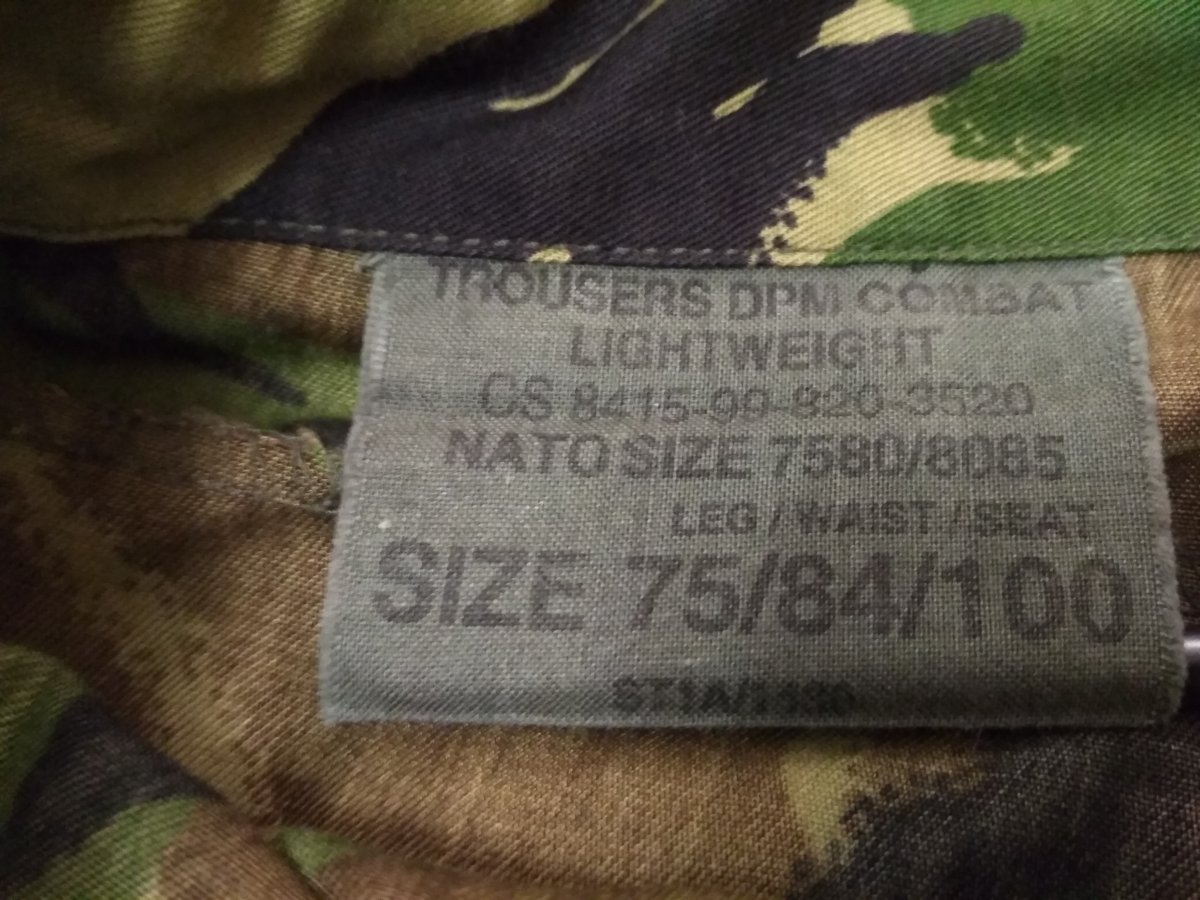 TROUSERS DPM COMBAT
LIGHTWEIGHT
CS 8415-99-820-3520
NATO SIZE 7580/8085
LEG / WAIST / SEAT
SIZE 75/84/100